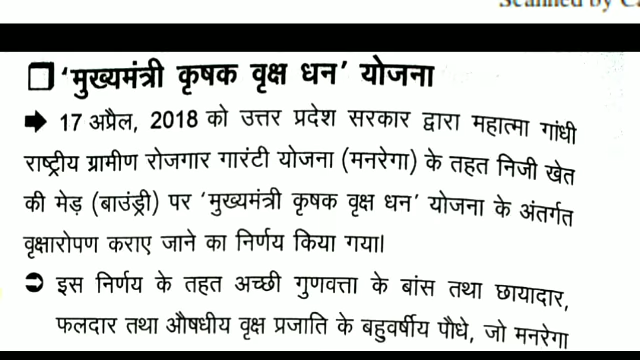 Scanned by
❑ ‘मुख्यमंत्री कृषक वृक्ष धन’ योजना
➡ 17 अप्रैल, 2018 को उत्तर प्रदेश सरकार द्वारा महात्मा गांधी
राष्ट्रीय ग्रामीण रोजगार गारंटी योजना (मनरेगा) के तहत निजी खेत
की मेड़ (बाउंड्री) पर ‘मुख्यमंत्री कृषक वृक्ष धन’ योजना के अंतर्गत
वृक्षारोपण कराए जाने का निर्णय किया गया।
➲ इस निर्णय के तहत अच्छी गुणवत्ता के बांस तथा छायादार,
फलदार तथा औषधीय वृक्ष प्रजाति के बहुवर्षीय पौधे, जो मनरेगा